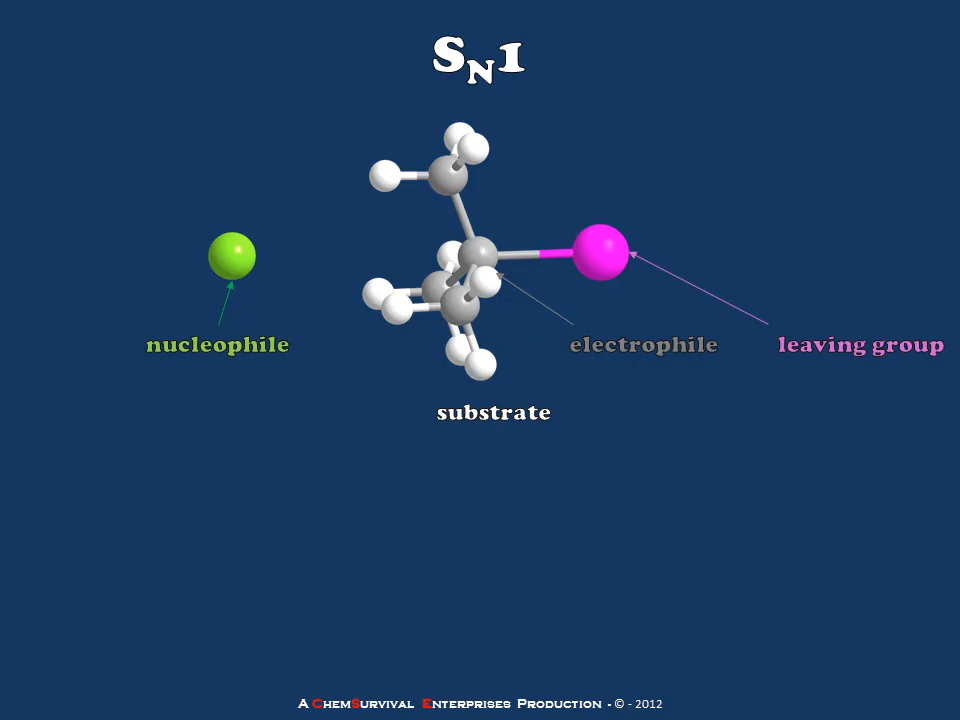 SN1
nucleophile
electrophile
leaving group
substrate
A ChemSurvival Enterprises Production - © - 2012